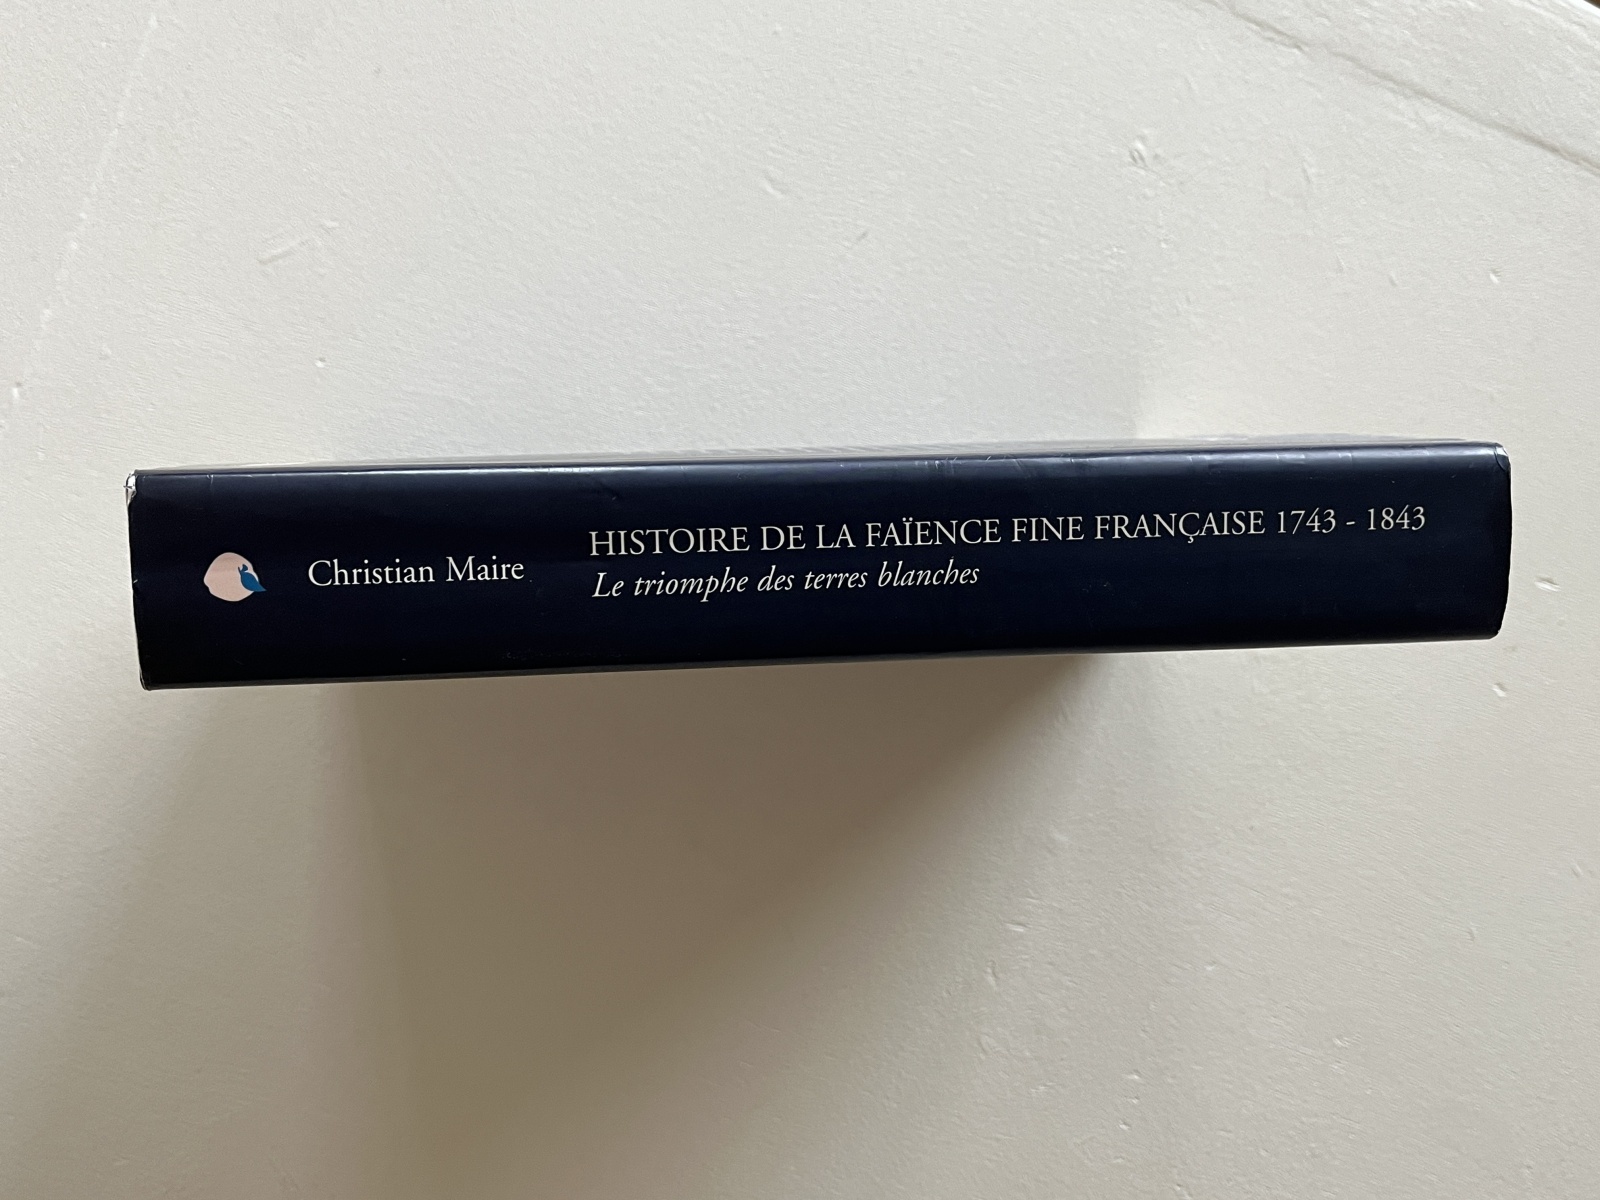 Christian Maire
HISTOIRE DE LA FAÏENCE FINE FRANÇAISE 1743 - 1843
Le triomphe des terres blanches